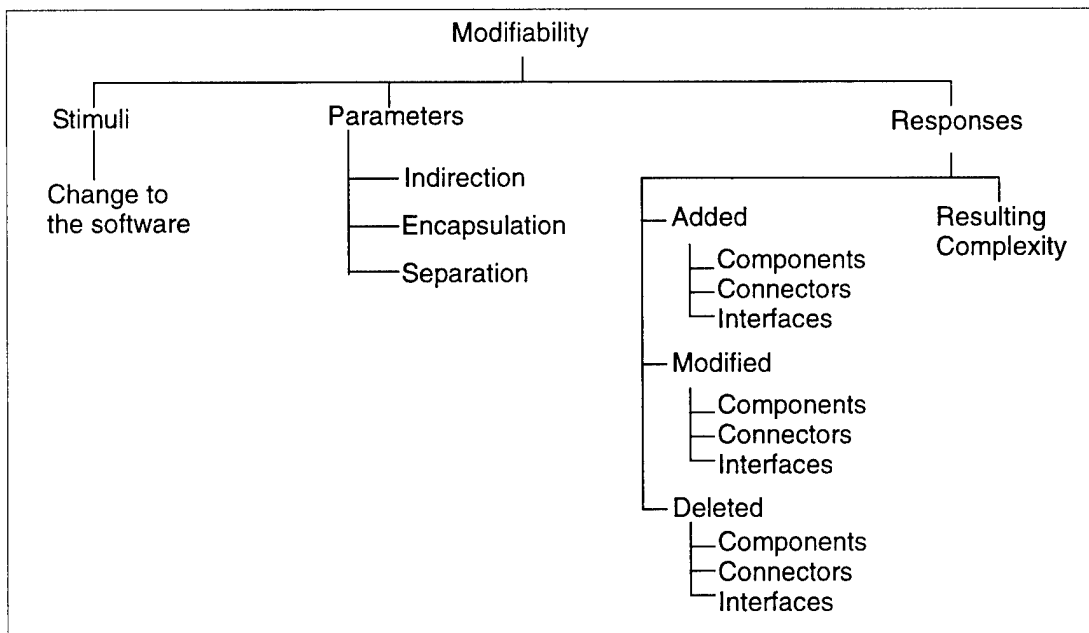 Modifiability
Stimuli
Change to
the software
Parameters
Indirection
Encapsulation
Separation
Responses
Added
Components
Connectors
Interfaces
Modified
Components
Connectors
Interfaces
Deleted
Components
Connectors
Interfaces
Resulting
Complexity